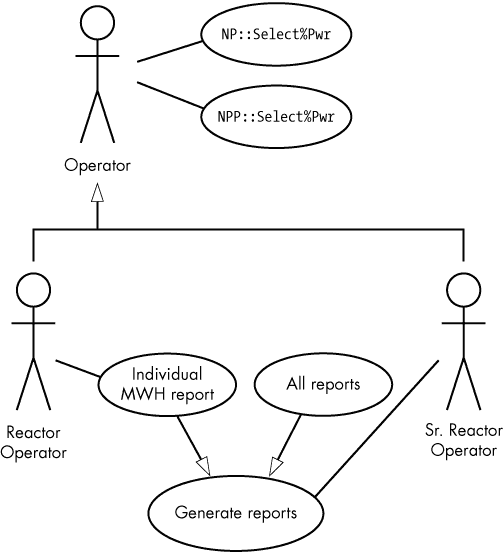 NP::Select%Pwr
NPP::Select%Pwr
Operator
Individual
MWH report
All reports
Reactor
Operator
Sr. Reactor
Operator
Generate reports